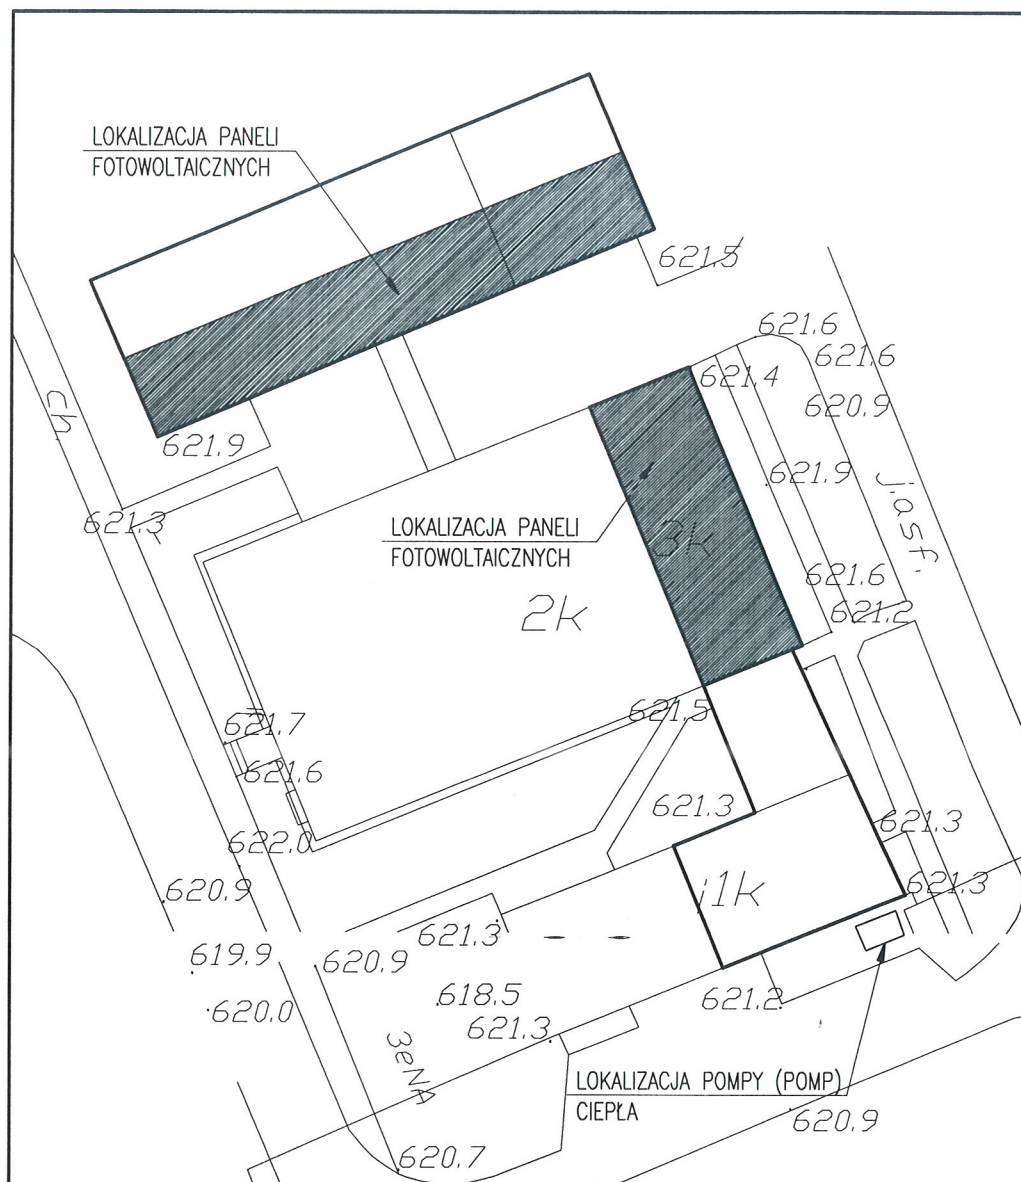 LOKALIZACJA PANELI
FOTOWOLTAICZNYCH
621.5
621.6
621.6
621.4
620.9
ch.
621.9
621.9
j.asf.
621.3
LOKALIZACJA PANELI
FOTOWOLTAICZNYCH
3k
621.6
2k
621.2
621.5
621.7
621.6
621.3
621.3
622.0
620.9
j1k
621.3
621.3
619.9
620.9
618.5
621.2
620.0
621.3
3eNA
LOKALIZACJA POMPY (POMP)
CIEPŁA
620.9
620.7